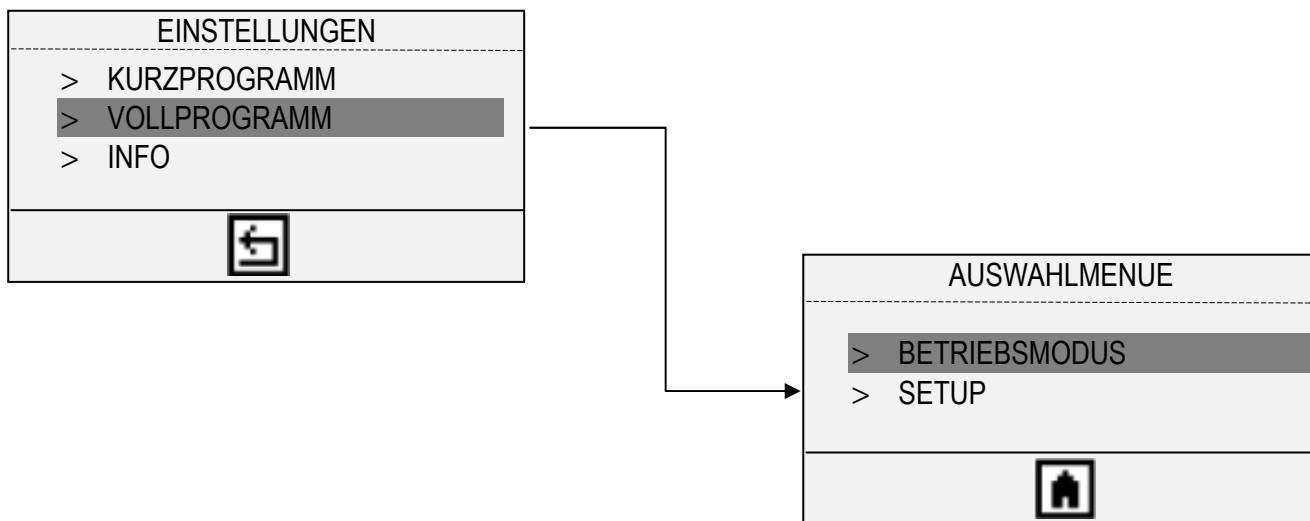 EINSTELLUNGEN
> KURZPROGRAMM
> VOLLPROGRAMM
> INFO
AUSWAHLMENUE
> BETRIEBSMODUS
> SETUP